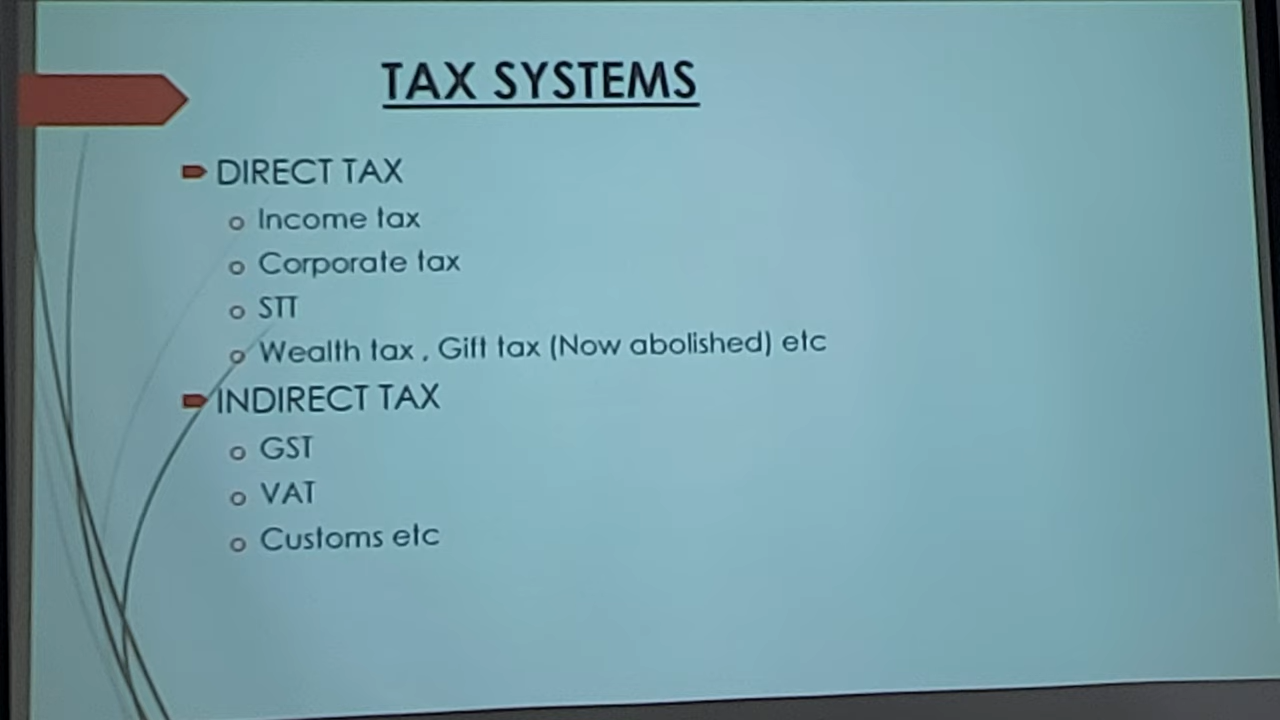 TAX SYSTEMS
DIRECT TAX
Income tax
Corporate tax
STT
Wealth tax , Gift tax (Now abolished) etc
INDIRECT TAX
GST
VAT
Customs etc